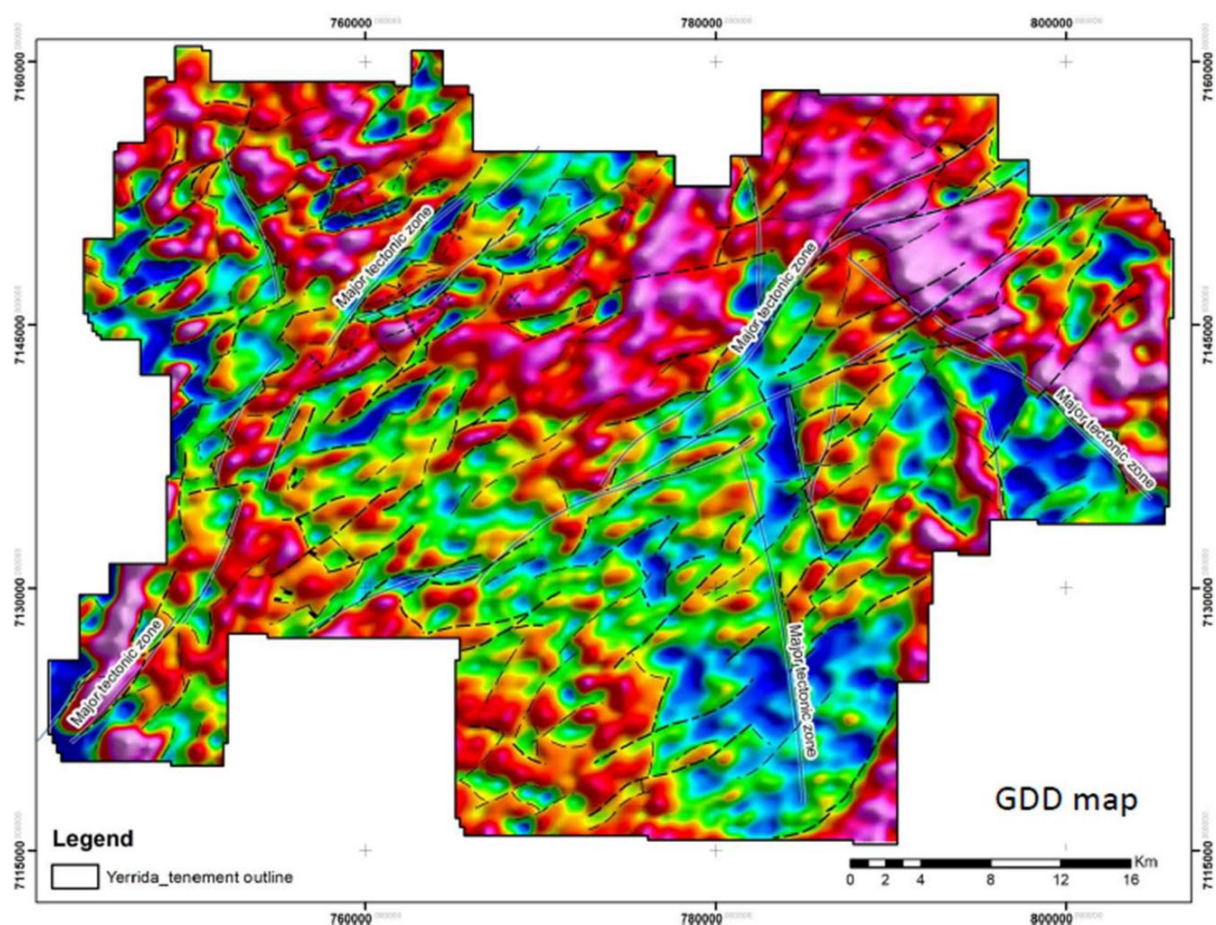 760000
780000
800000
7160000
7160000
Major tectonic zone
Major tectonic zone
7145000
7145000
Major tectonic zone
7130000
7130000
Major tectonic zone
Major tectonic zone
GDD map
Legend
Yerrida_tenement outline
Km
0 2 4 8 12 16
7115000
7115000
760000
780000
800000